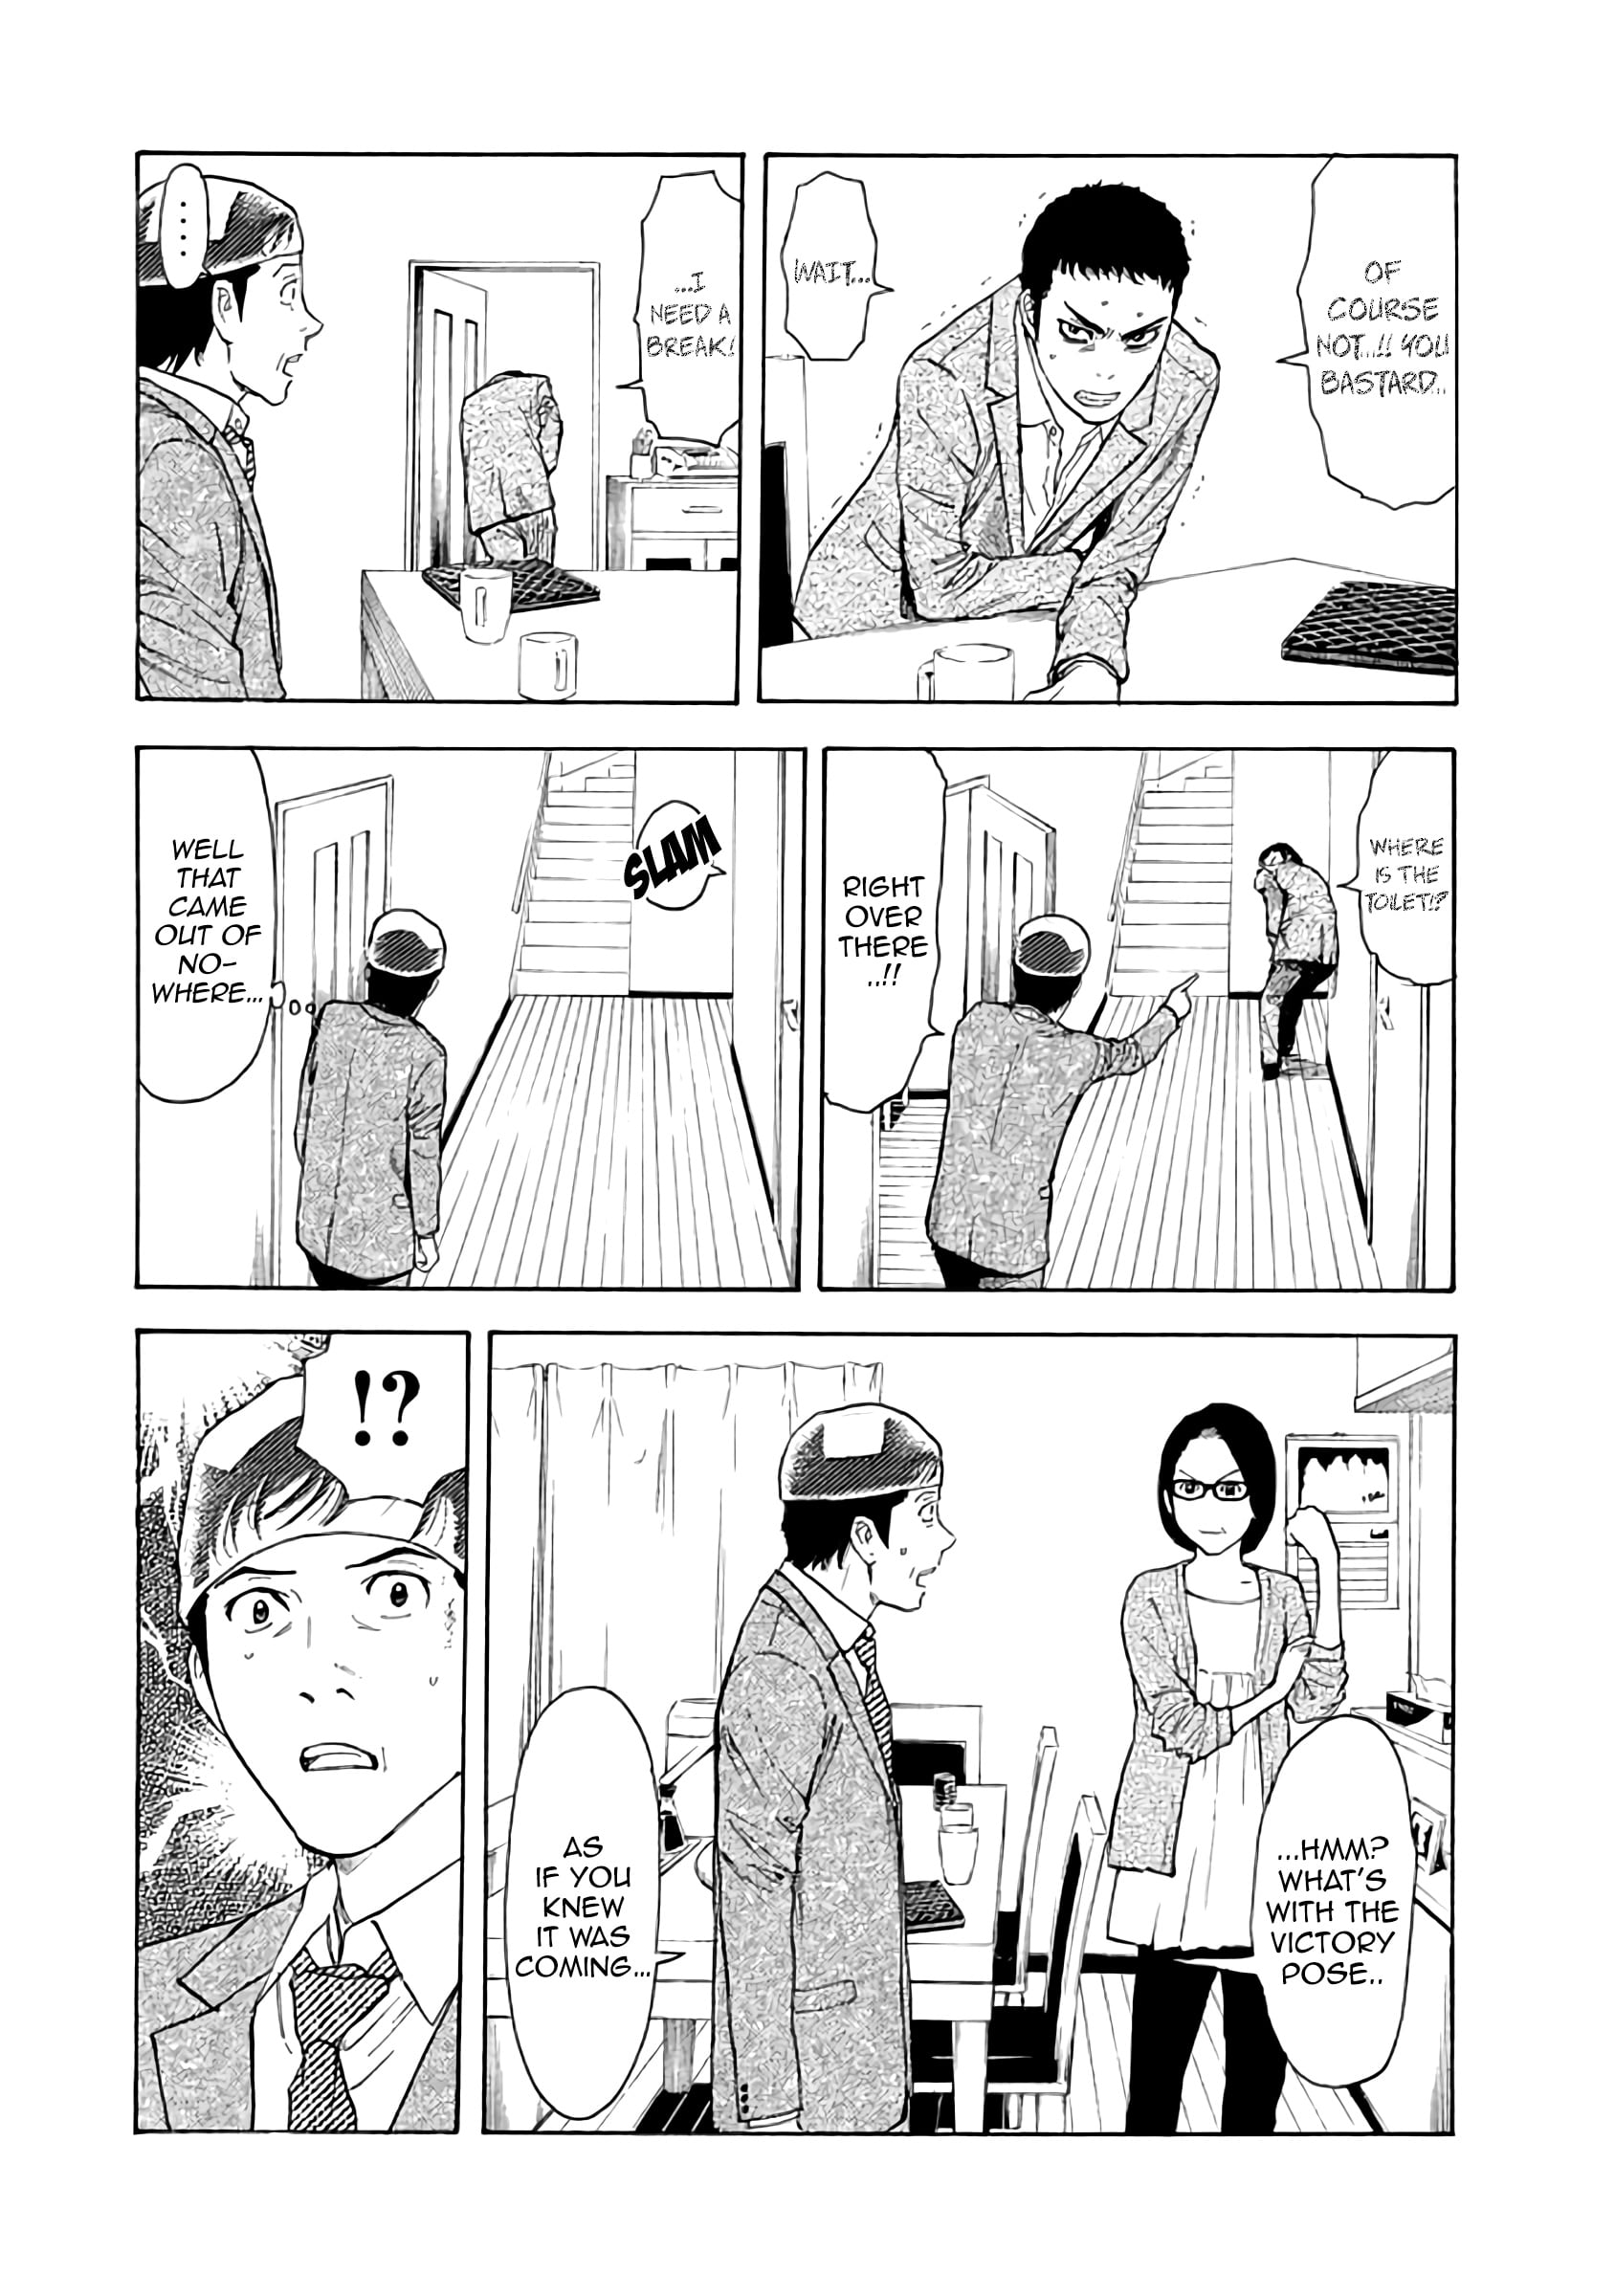 OF
COURSE
NOT...!! YOU
BASTARD..
WAIT...
...I
NEED A
BREAK!
.....
WHERE
IS THE
TOILET!?
RIGHT
OVER
THERE
..!!
SLAM
WELL
THAT
CAME
OUT OF
NO-
WHERE...
...HMM?
WHAT'S
WITH THE
VICTORY
POSE..
AS
IF YOU
KNEW
IT WAS
COMING...
!?